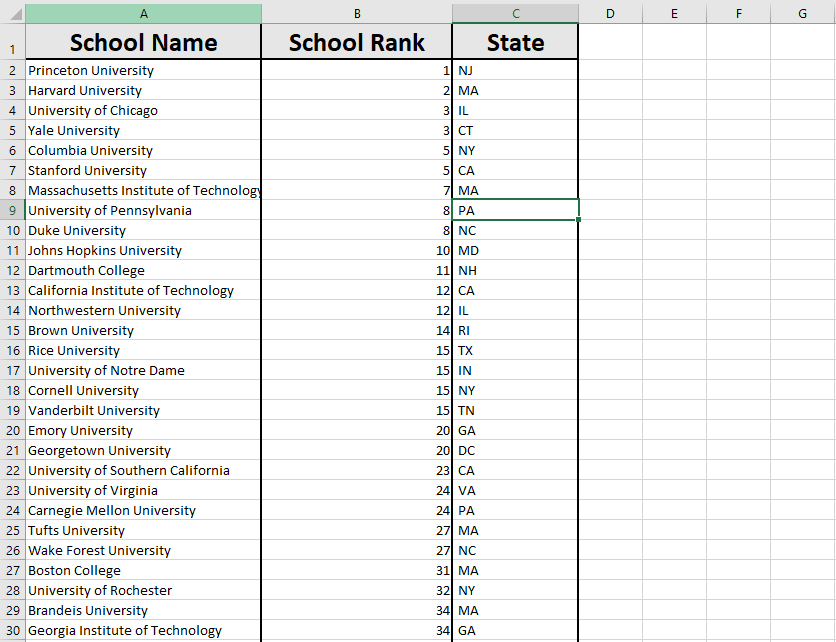 A B C D E F G
1 School Name School Rank State
2 Princeton University 1 NJ
3 Harvard University 2 MA
4 University of Chicago 3 IL
5 Yale University 3 CT
6 Columbia University 5 NY
7 Stanford University 5 CA
8 Massachusetts Institute of Technology 7 MA
9 University of Pennsylvania 8 PA
10 Duke University 8 NC
11 Johns Hopkins University 10 MD
12 Dartmouth College 11 NH
13 California Institute of Technology 12 CA
14 Northwestern University 12 IL
15 Brown University 14 RI
16 Rice University 15 TX
17 University of Notre Dame 15 IN
18 Cornell University 15 NY
19 Vanderbilt University 15 TN
20 Emory University 20 GA
21 Georgetown University 20 DC
22 University of Southern California 23 CA
23 University of Virginia 24 VA
24 Carnegie Mellon University 24 PA
25 Tufts University 27 MA
26 Wake Forest University 27 NC
27 Boston College 31 MA
28 University of Rochester 32 NY
29 Brandeis University 34 MA
30 Georgia Institute of Technology 34 GA